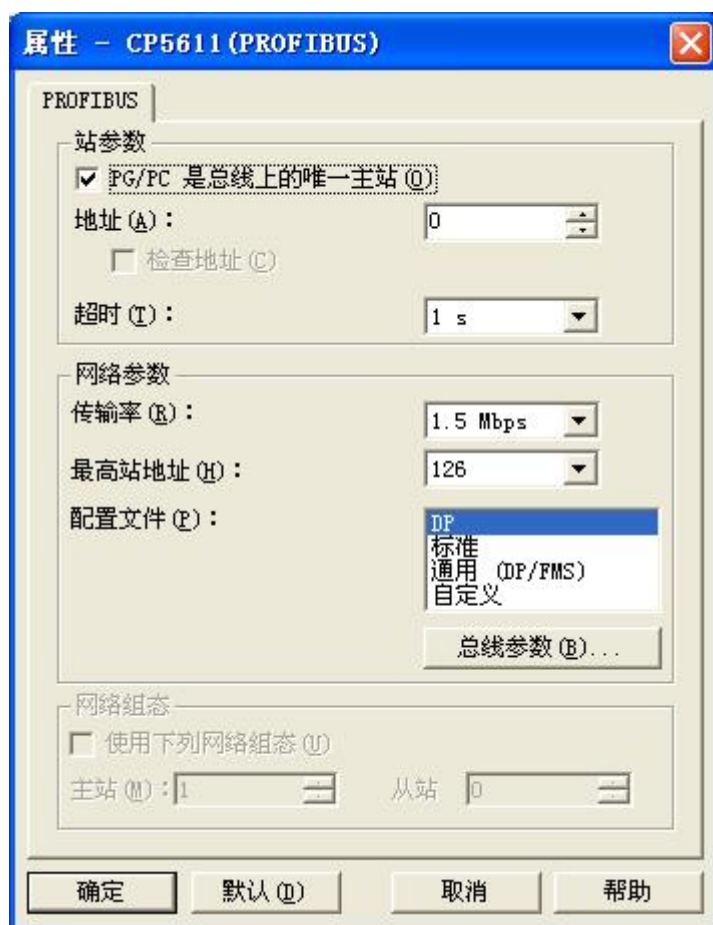 属性 - CP5611(PROFIBUS)
PROFIBUS
站参数
PG/PC 是总线上的唯一主站(O)
地址(A): 0
检查地址(C)
超时(T): 1 s
网络参数
传输率(R): 1.5 Mbps
最高站地址(H): 126
配置文件(P): DP
标准
通用 (DP/FMS)
自定义
总线参数(B)...
网络组态
使用下列网络组态(U)
主站(M): 1 从站 0
确定 默认(D) 取消 帮助